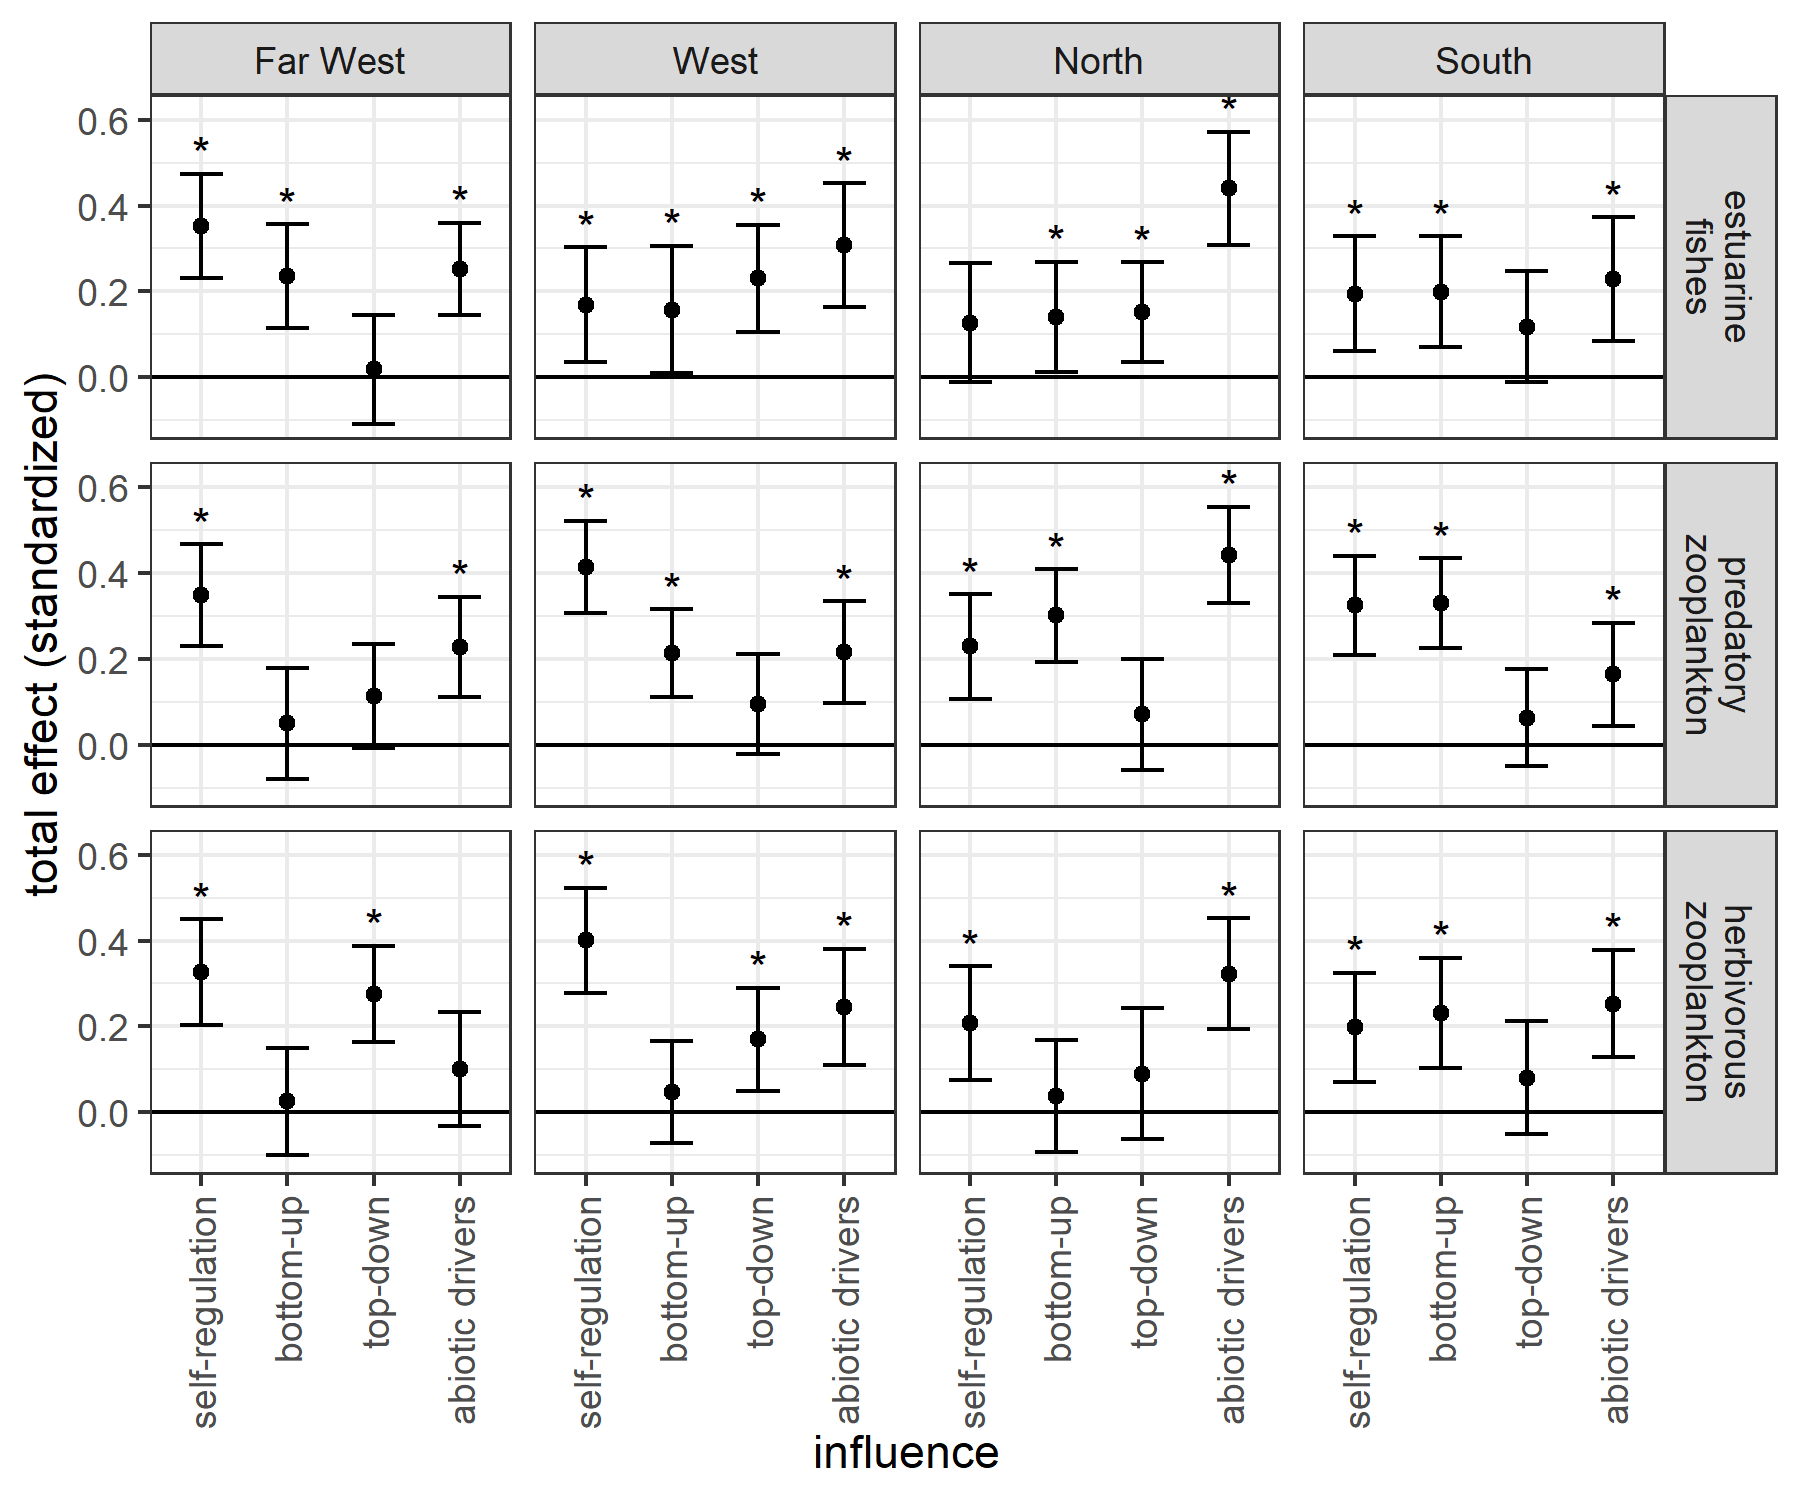 Far West
West
North
South
total effect (standardized)
0.6
0.4
0.2
0.0
* * *
* * * *
* * *
* * *
estuarine
fishes
0.6
0.4
0.2
0.0
* *
* * *
* * *
* * *
predatory
zooplankton
0.6
0.4
0.2
0.0
* *
* * *
* *
* * *
herbivorous
zooplankton
self-regulation
bottom-up
top-down
abiotic drivers
self-regulation
bottom-up
top-down
abiotic drivers
self-regulation
bottom-up
top-down
abiotic drivers
self-regulation
bottom-up
top-down
abiotic drivers
influence